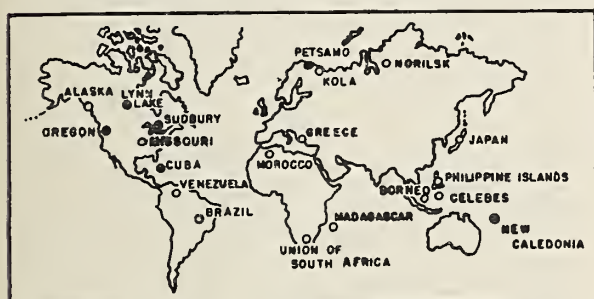 PETSAMO
NORILSK
KOLA
ALASKA
LYNN
LAKE
SUDBURY
OREGON
MISSOURI
GREECE
JAPAN
CUBA
MOROCCO
PHILIPPINE ISLANDS
BORNEO
VENEZUELA
CELEBES
BRAZIL
MADAGASCAR
NEW
CALEDONIA
UNION OF
SOUTH AFRICA